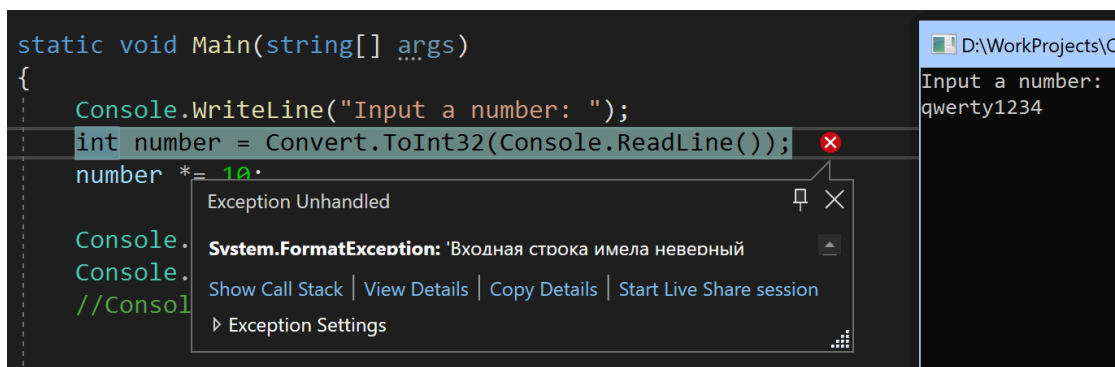 static void Main(string[] args)
{
Console.WriteLine("Input a number: ");
int number = Convert.ToInt32(Console.ReadLine());
number *= 10;
Console.
Console.
//Consol
Exception Unhandled
System.FormatException: 'Входная строка имела неверный
Show Call Stack | View Details | Copy Details | Start Live Share session
Exception Settings
D:\WorkProjects\C
Input a number:
qwerty1234